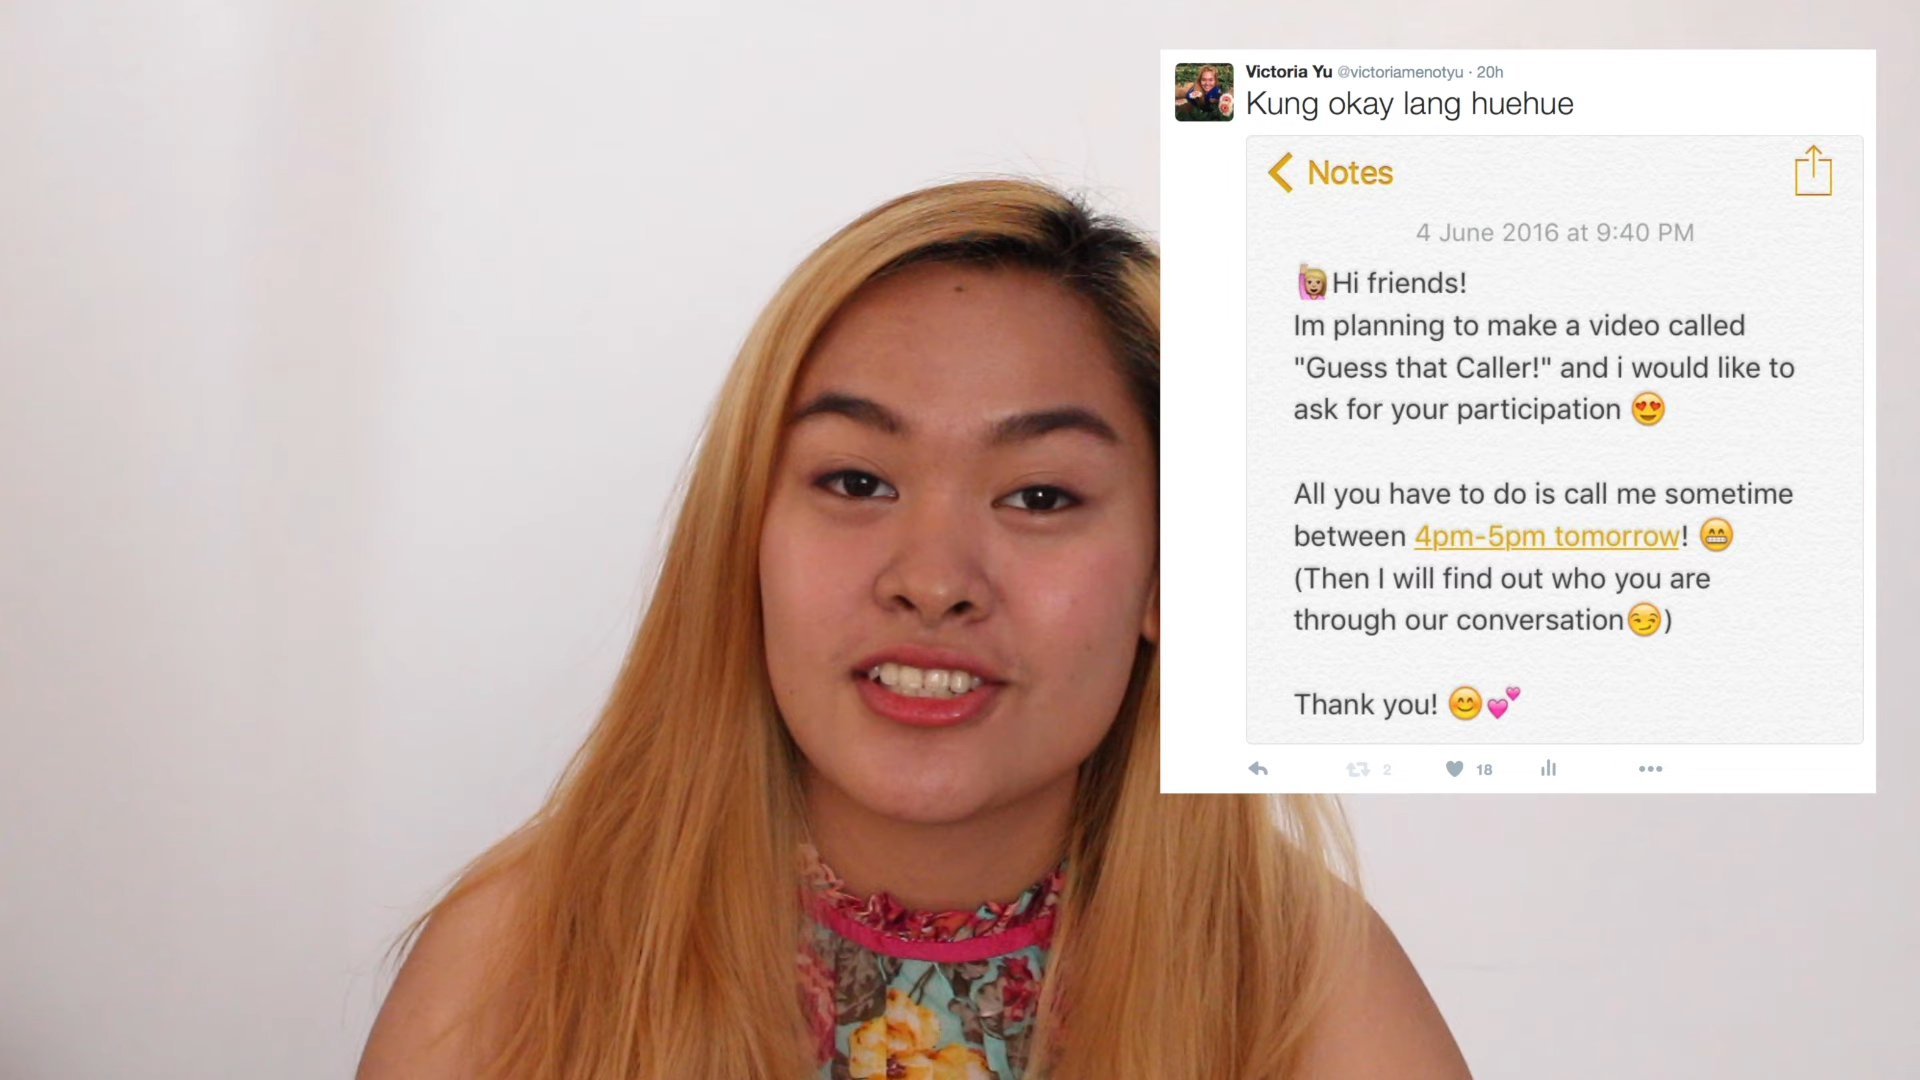 Victoria Yu @victoriamenotyu · 20h
Kung okay lang huehue
Notes
4 June 2016 at 9:40 PM
🙋🏼Hi friends!
Im planning to make a video called
"Guess that Caller!" and i would like to
ask for your participation 😍
All you have to do is call me sometime
between 4pm-5pm tomorrow! 😁
(Then I will find out who you are
through our conversation😏)
Thank you! 😊💕
2 18